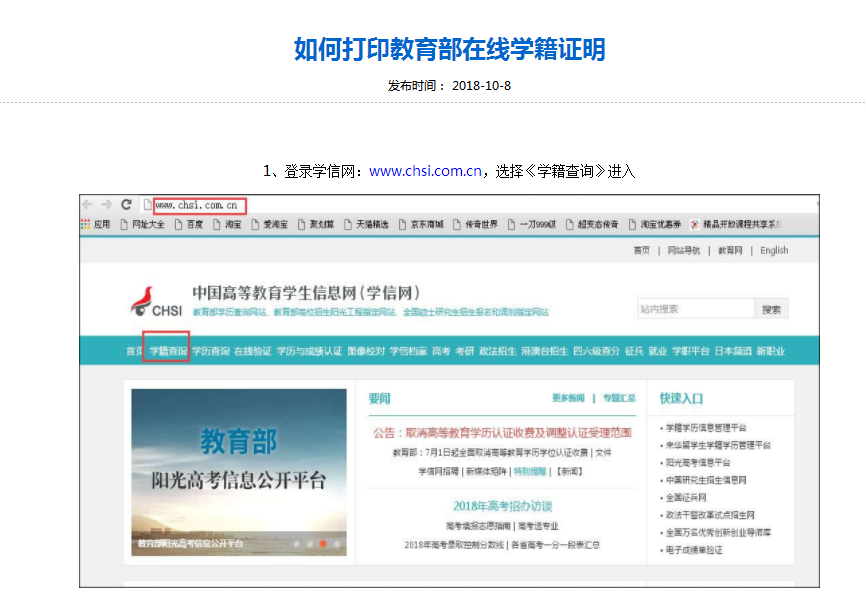 如何打印教育部在线学籍证明
发布时间： 2018-10-8
1、登录学信网：www.chsi.com.cn，选择《学籍查询》进入
www.chsi.com.cn
应用 网址大全 百度 淘宝 爱淘宝 聚划算 天猫精选 京东商城 传奇世界 一刀999级 超变态传奇 淘宝优惠券 精品开放课程共享系
首页 | 网站导航 | 教育网 | English
CHSI 中国高等教育学生信息网(学信网)
教育部学历查询网站、教育部高校招生阳光工程指定网站、全国硕士研究生招生报名和调剂指定网站
站内搜索 搜索
首页 学籍查询 学历查询 在线验证 学历与成绩认证 图像校对 学信档案 高考 考研 政法招生 港澳台招生 四六级查分 征兵 就业 学职平台 日本频道 新职业
教育部
阳光高考信息公开平台
教育部阳光高考信息公开平台
要闻 更多新闻 | 专题汇总
公告：取消高等教育学历认证收费及调整认证受理范围
教育部：7月1日起全面取消高等教育学历学位认证收费 | 文件
学信网招聘 | 新媒体矩阵 | 特别提醒 | 【新闻】
2018年高考招办访谈
高考填报志愿指南 | 高考选专业
2018年高考录取控制分数线 | 各省高考一分一段表汇总
快速入口
• 学籍学历信息管理平台
• 来华留学生学籍学历管理平台
• 阳光高考信息平台
• 中国研究生招生信息网
• 全国征兵网
• 政法干警改革试点招生网
• 全国万名优秀创新创业导师库
• 电子成绩单验证